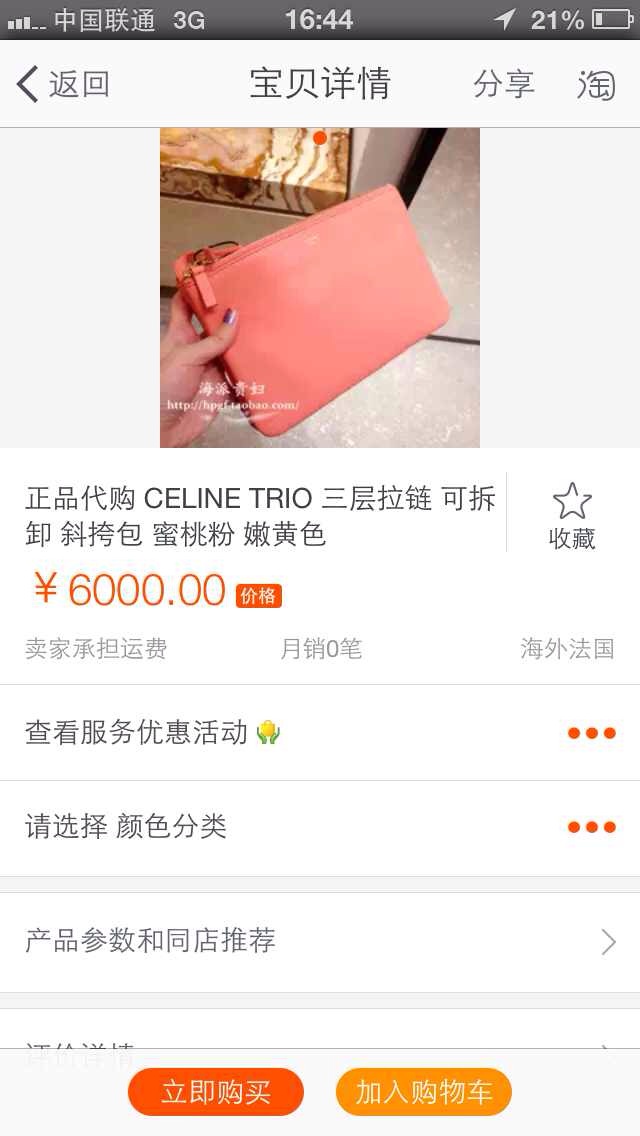 中国联通 3G 16:44 21%
返回 宝贝详情 分享 淘
海派贵妇
http://hpgf.taobao.com/
正品代购 CELINE TRIO 三层拉链 可拆
卸 斜挎包 蜜桃粉 嫩黄色
收藏
¥6000.00 价格
卖家承担运费 月销0笔 海外法国
查看服务优惠活动
请选择 颜色分类
产品参数和同店推荐
评价详情
立即购买 加入购物车